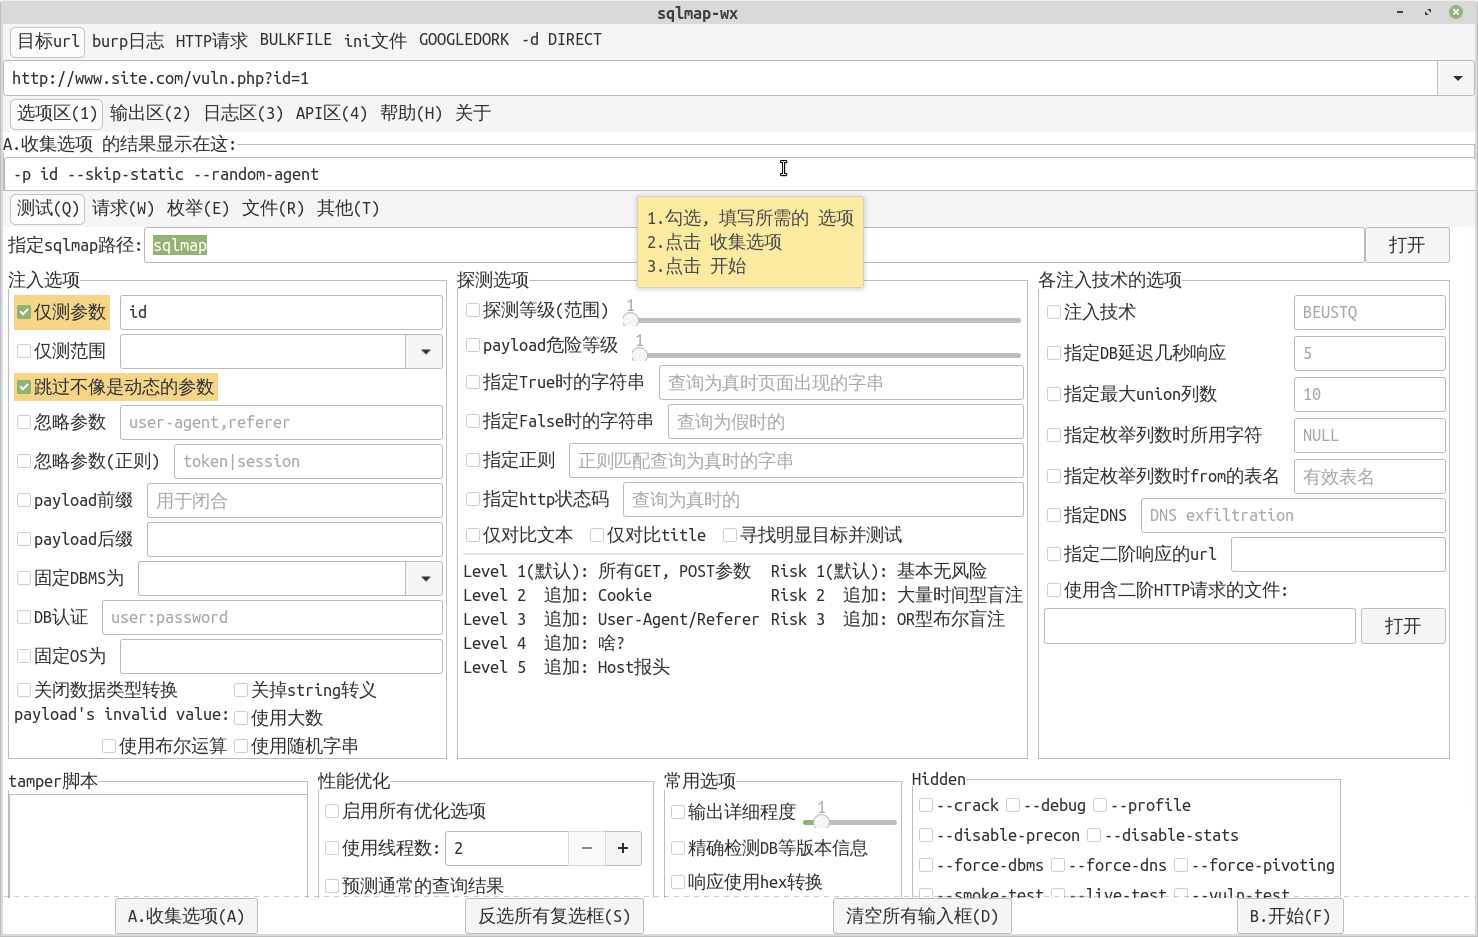 sqlmap-wx
目标url burp日志 HTTP请求 BULKFILE ini文件 GOOGLEDORK -d DIRECT
http://www.site.com/vuln.php?id=1
选项区(1) 输出区(2) 日志区(3) API区(4) 帮助(H) 关于
A.收集选项 的结果显示在这:
-p id --skip-static --random-agent
测试(Q) 请求(W) 枚举(E) 文件(R) 其他(T)
1.勾选, 填写所需的 选项
2.点击 收集选项
3.点击 开始
指定sqlmap路径: sqlmap 打开
注入选项
仅测参数 id
仅测范围
跳过不像是动态的参数
忽略参数 user-agent,referer
忽略参数(正则) token|session
payload前缀 用于闭合
payload后缀
固定DBMS为
DB认证 user:password
固定OS为
关闭数据类型转换 关掉string转义
payload's invalid value: 使用大数
使用布尔运算 使用随机字串
探测选项
探测等级(范围) 1
payload危险等级 1
指定True时的字符串 查询为真时页面出现的字串
指定False时的字符串 查询为假时的
指定正则 正则匹配查询为真时的字串
指定http状态码 查询为真时的
仅对比文本 仅对比title 寻找明显目标并测试
Level 1(默认): 所有GET, POST参数 Risk 1(默认): 基本无风险
Level 2 追加: Cookie Risk 2 追加: 大量时间型盲注
Level 3 追加: User-Agent/Referer Risk 3 追加: OR型布尔盲注
Level 4 追加: 啥?
Level 5 追加: Host报头
各注入技术的选项
注入技术 BEUSTQ
指定DB延迟几秒响应 5
指定最大union列数 10
指定枚举列数时所用字符 NULL
指定枚举列数时from的表名 有效表名
指定DNS DNS exfiltration
指定二阶响应的url
使用含二阶HTTP请求的文件:
打开
tamper脚本
性能优化
启用所有优化选项
使用线程数: 2 − +
预测通常的查询结果
常用选项
输出详细程度 1
精确检测DB等版本信息
响应使用hex转换
Hidden
--crack --debug --profile
--disable-precon --disable-stats
--force-dbms --force-dns --force-pivoting
--smoke-test --live-test --vuln-test
A.收集选项(A) 反选所有复选框(S) 清空所有输入框(D) B.开始(F)